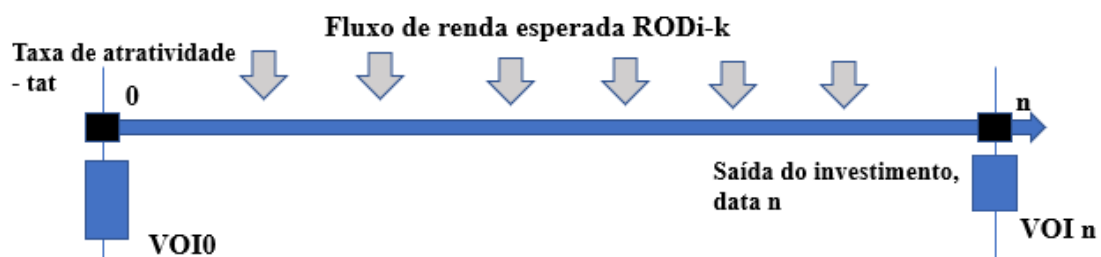 Fluxo de renda esperada RODi-k
Taxa de atratividade
- tat
0
n
Saída do investimento,
data n
VOI0
VOI n